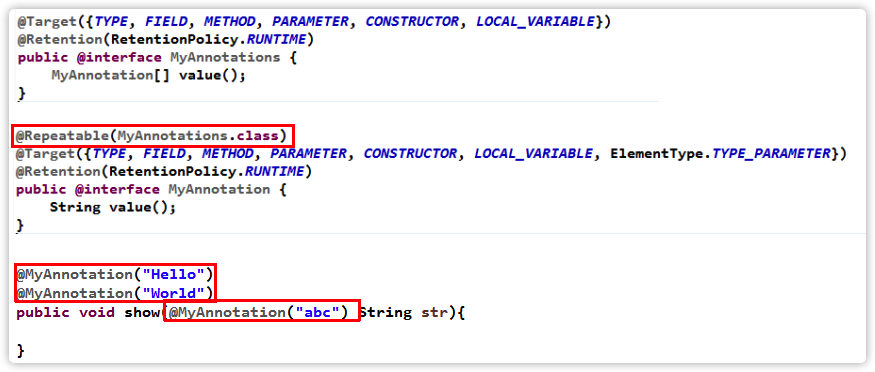 @Target({TYPE, FIELD, METHOD, PARAMETER, CONSTRUCTOR, LOCAL_VARIABLE})
@Retention(RetentionPolicy.RUNTIME)
public @interface MyAnnotations {
    MyAnnotation[] value();
}
@Repeatable(MyAnnotations.class)
@Target({TYPE, FIELD, METHOD, PARAMETER, CONSTRUCTOR, LOCAL_VARIABLE, ElementType.TYPE_PARAMETER})
@Retention(RetentionPolicy.RUNTIME)
public @interface MyAnnotation {
    String value();
}
@MyAnnotation("Hello")
@MyAnnotation("World")
public void show(@MyAnnotation("abc") String str){
}